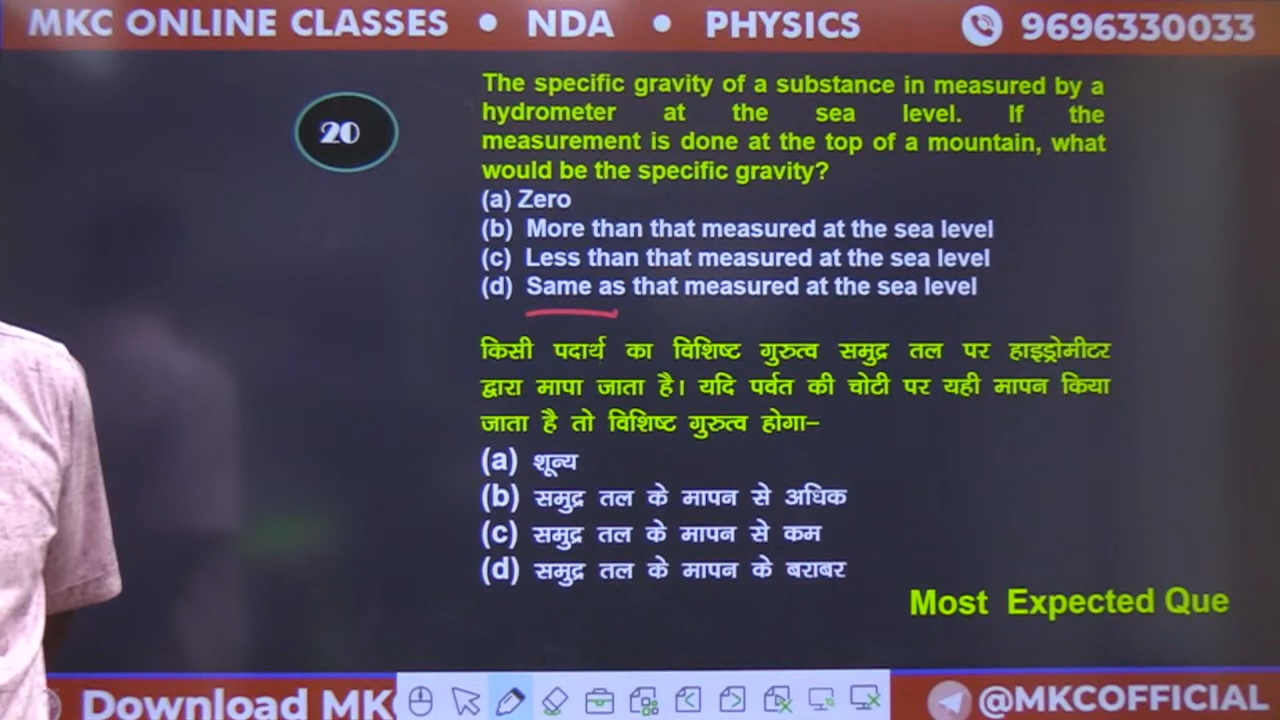 MKC ONLINE CLASSES • NDA • PHYSICS 9696330033
20
The specific gravity of a substance in measured by a
hydrometer at the sea level. If the
measurement is done at the top of a mountain, what
would be the specific gravity?
(a) Zero
(b) More than that measured at the sea level
(c) Less than that measured at the sea level
(d) Same as that measured at the sea level
किसी पदार्थ का विशिष्ट गुरुत्व समुद्र तल पर हाइड्रोमीटर
द्वारा मापा जाता है। यदि पर्वत की चोटी पर यही मापन किया
जाता है तो विशिष्ट गुरुत्व होगा–
(a) शून्य
(b) समुद्र तल के मापन से अधिक
(c) समुद्र तल के मापन से कम
(d) समुद्र तल के मापन के बराबर
Most Expected Que
Download MK @MKCOFFICIAL